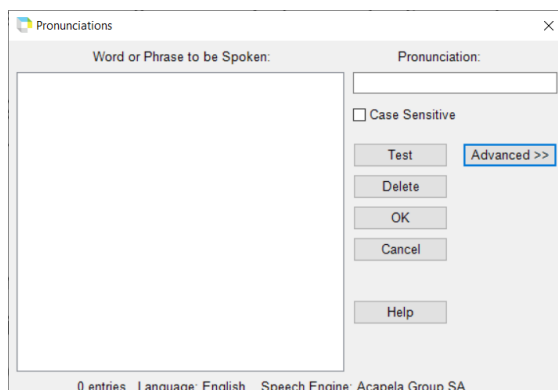 Pronunciations
Word or Phrase to be Spoken:
Pronunciation:
Case Sensitive
Test
Advanced >>
Delete
OK
Cancel
Help
0 entries Language: English Speech Engine: Acapela Group SA